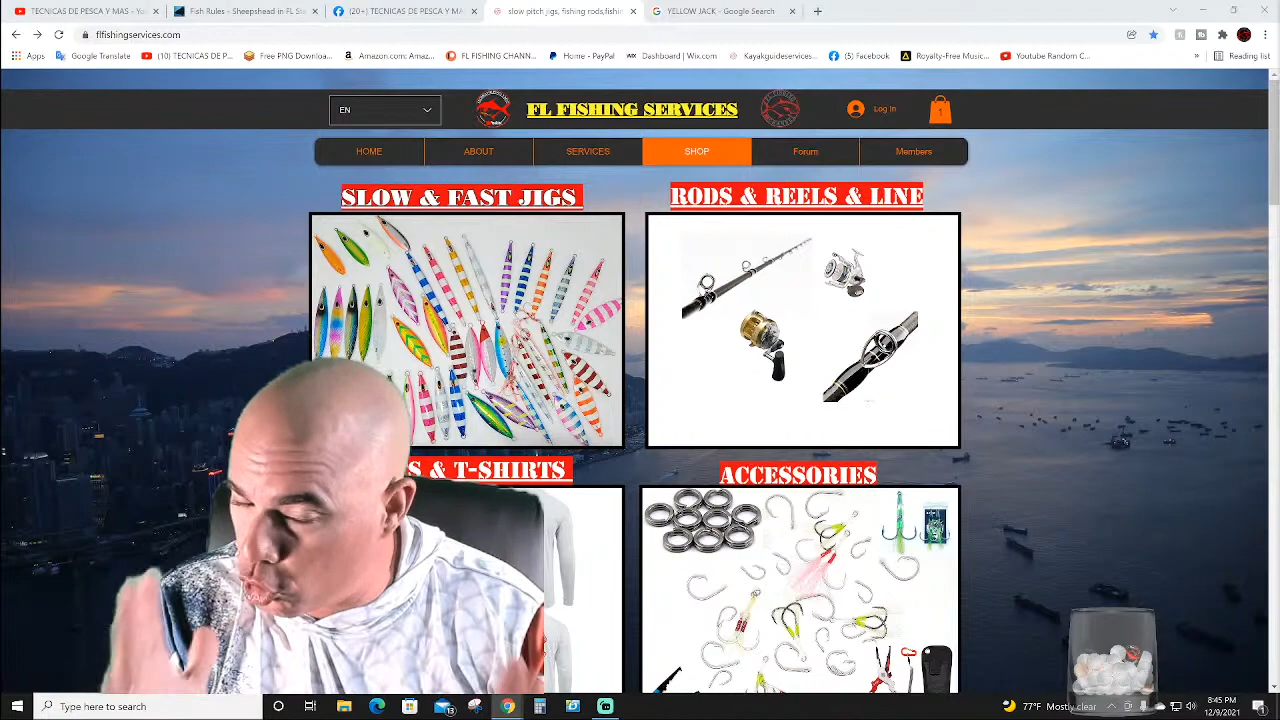 TECNICAS DE PESCA Y MAS - Yo
Fish Rules - Sheepshead in FL Sta
(20+) TECNICAS DE PESCA Y MA
slow pitch jigs, fishing rods,fishin
YELLOW JACK - Google Search
flfishingservices.com
Apps
Google Translate
(10) TECNICAS DE P...
Free PNG Downloa...
Amazon.com: Amaz...
FL FISHING CHANN...
Home - PayPal
Dashboard | Wix.com
Kayakguideservices...
(5) Facebook
Royalty-Free Music...
Youtube Random C...
Reading list
EN
FL FISHING SERVICES
Log In
1
HOME
ABOUT
SERVICES
SHOP
Forum
Members
SLOW & FAST JIGS
RODS & REELS & LINE
S & T-SHIRTS
ACCESSORIES
Type here to search
77°F Mostly clear
8:45 PM
12/9/2021